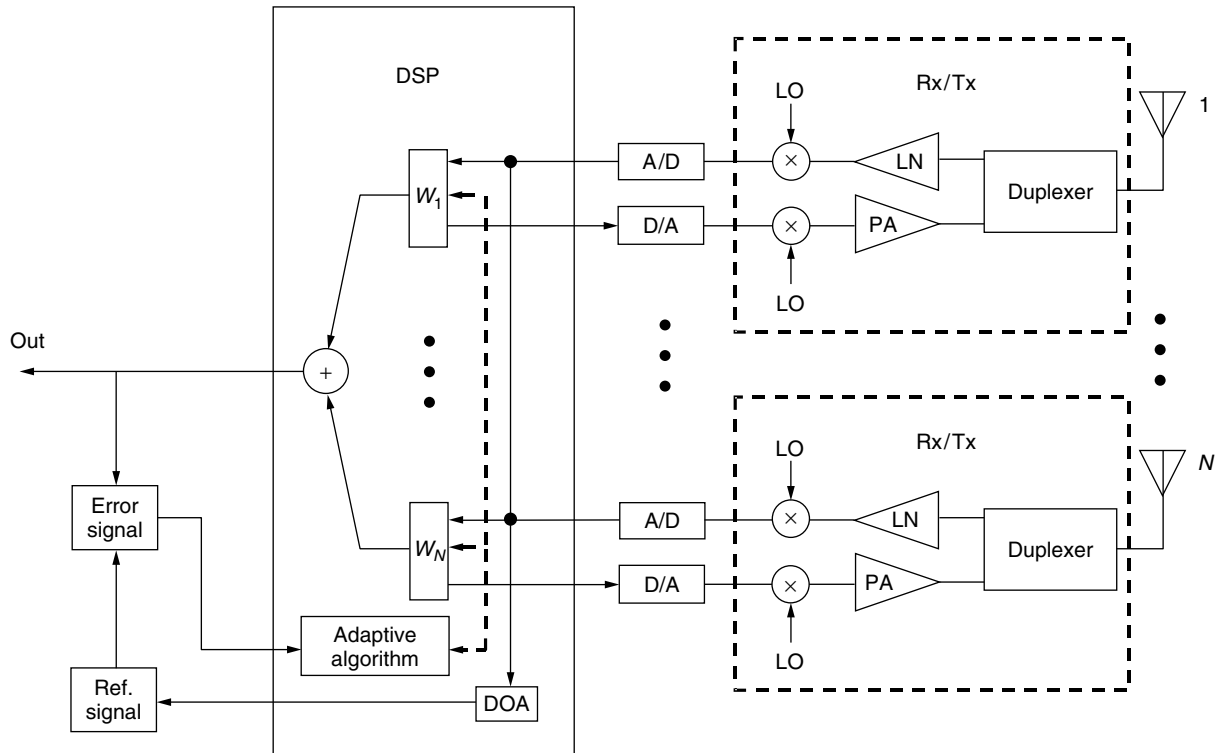 DSP
Rx/Tx
LO
1
A/D
LN
W1
Duplexer
D/A
PA
LO
Out
+
Rx/Tx
LO
N
A/D
LN
Error
signal
WN
Duplexer
D/A
PA
Adaptive
algorithm
LO
Ref.
signal
DOA